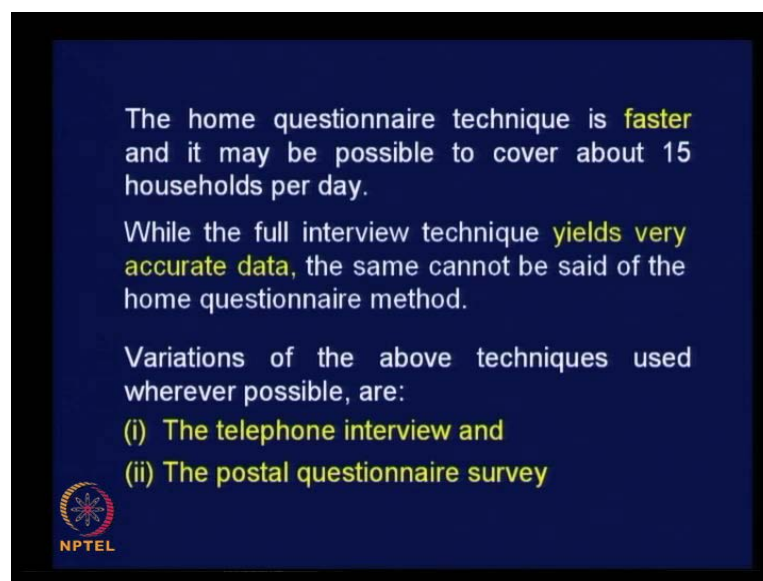 The home questionnaire technique is faster
and it may be possible to cover about 15
households per day.
While the full interview technique yields very
accurate data, the same cannot be said of the
home questionnaire method.
Variations of the above techniques used
wherever possible, are:
(i) The telephone interview and
(ii) The postal questionnaire survey
NPTEL